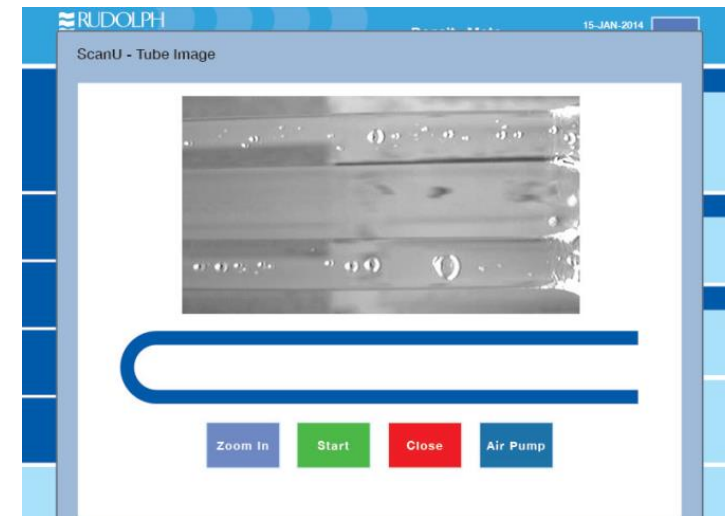 RUDOLPH
15-JAN-2014
ScanU - Tube Image
Zoom In
Start
Close
Air Pump